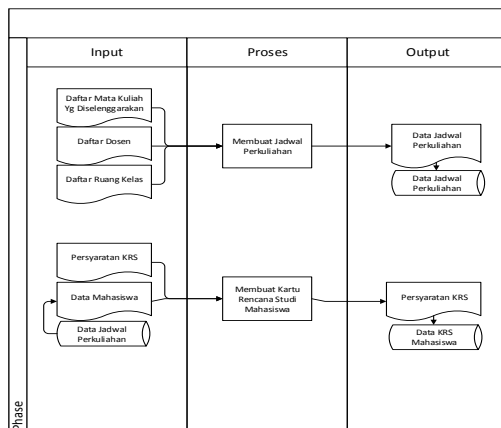 Input
Proses
Output
Daftar Mata Kuliah
Yg Diselenggarakan
Daftar Dosen
Daftar Ruang Kelas
Membuat Jadwal
Perkuliahan
Data Jadwal
Perkuliahan
Data Jadwal
Perkuliahan
Persyaratan KRS
Data Mahasiswa
Data Jadwal
Perkuliahan
Membuat Kartu
Rencana Studi
Mahasiswa
Persyaratan KRS
Data KRS
Mahasiswa
Phase